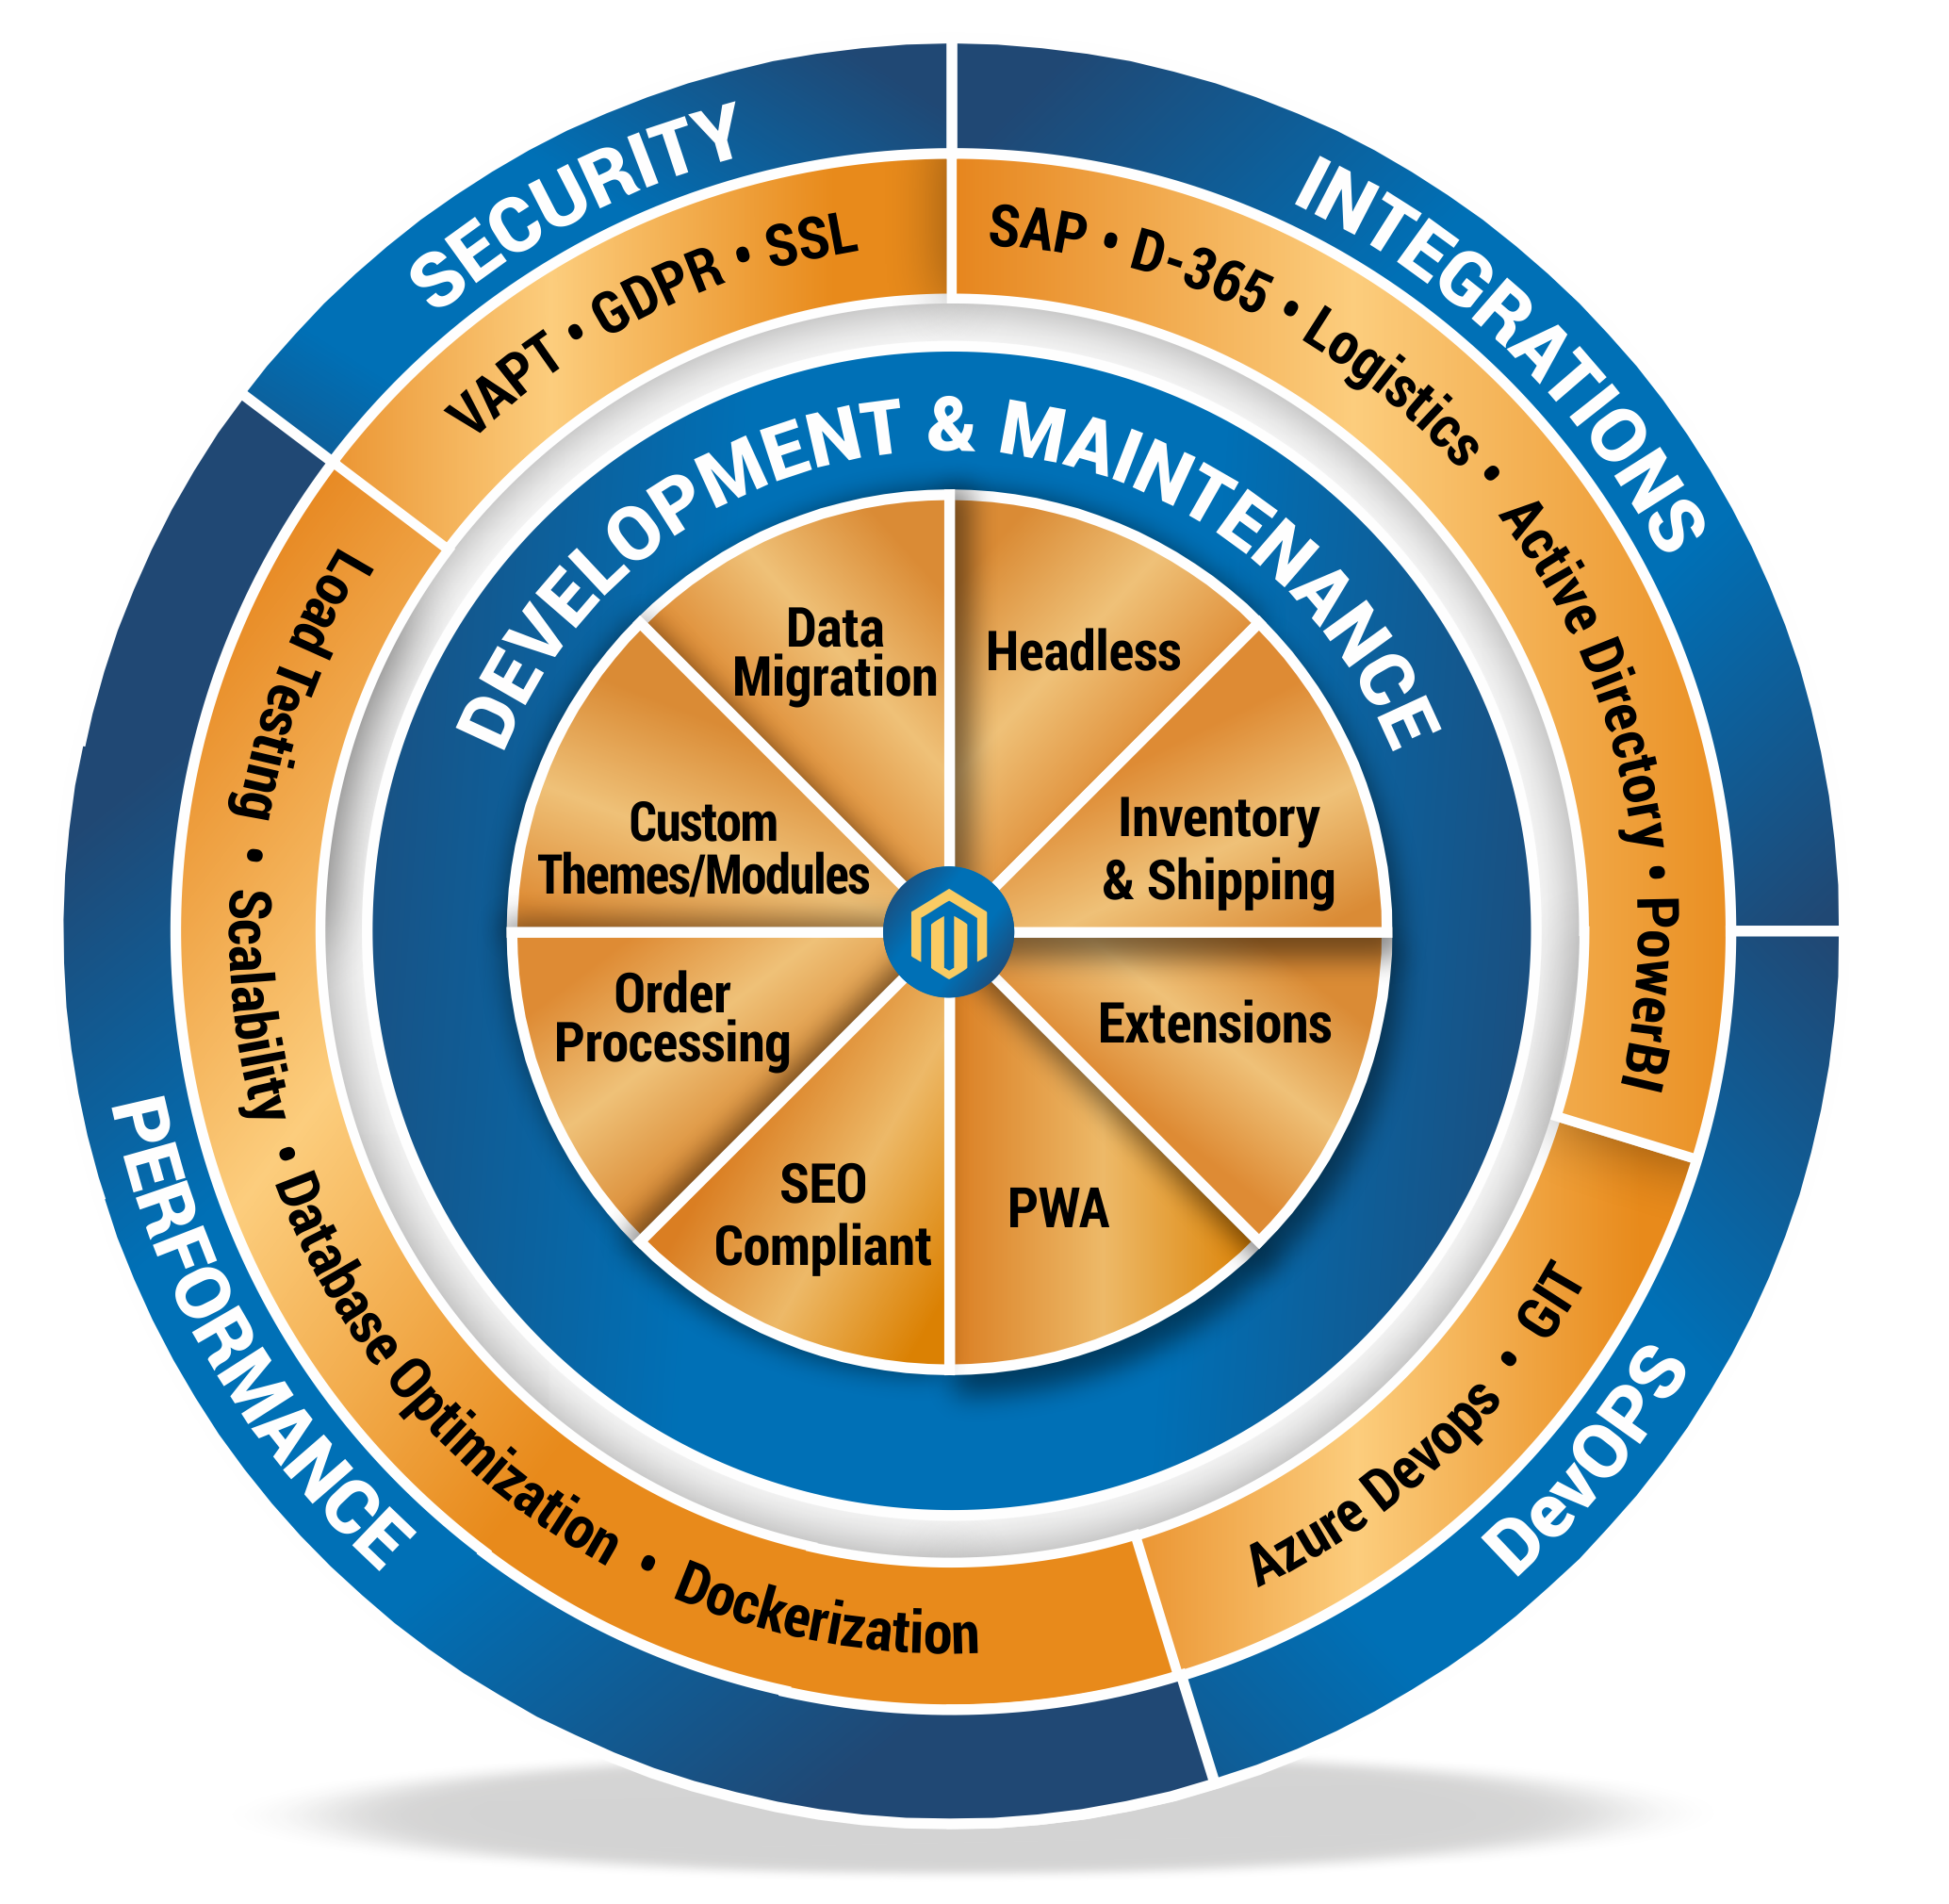 SECURITY
VAPT • GDPR • SSL
INTEGRATIONS
SAP • D-365 • Logistics • Active Directory • PowerBI
DevOPS
Azure Devops • GIT
PERFORMANCE
Load Testing • Scalability • Database Optimization • Dockerization
DEVELOPMENT & MAINTENANCE
Data
Migration
Headless
Inventory
& Shipping
Extensions
PWA
SEO
Compliant
Order
Processing
Custom
Themes/Modules